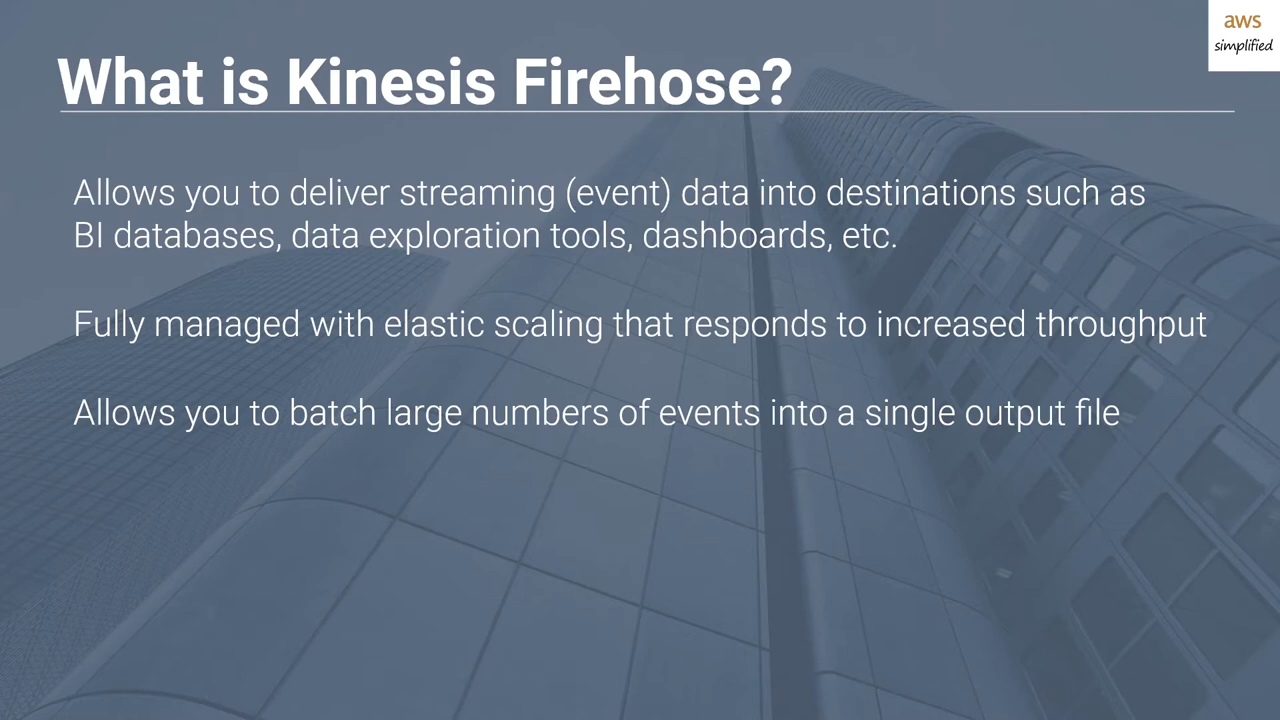 aws
simplified
What is Kinesis Firehose?
Allows you to deliver streaming (event) data into destinations such as
BI databases, data exploration tools, dashboards, etc.
Fully managed with elastic scaling that responds to increased throughput
Allows you to batch large numbers of events into a single output file